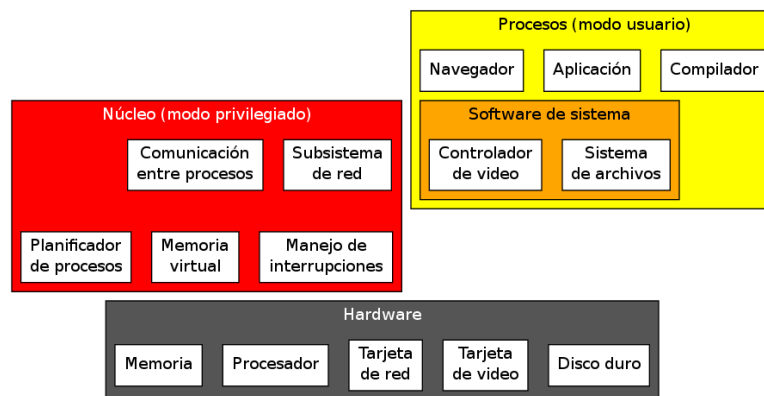 Procesos (modo usuario)
Navegador
Aplicación
Compilador
Software de sistema
Controlador
de video
Sistema
de archivos
Núcleo (modo privilegiado)
Comunicación
entre procesos
Subsistema
de red
Planificador
de procesos
Memoria
virtual
Manejo de
interrupciones
Hardware
Memoria
Procesador
Tarjeta
de red
Tarjeta
de video
Disco duro